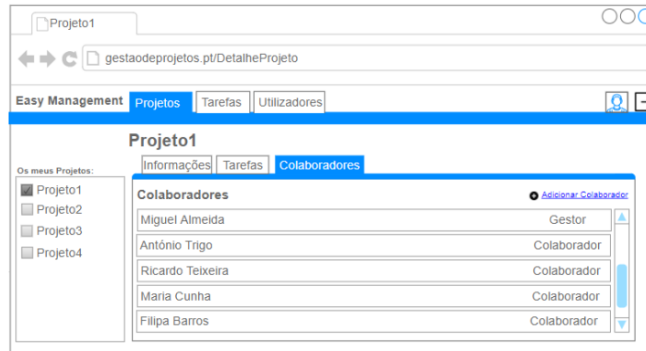 Projeto1
gestaodeprojetos.pt/DetalheProjeto
Easy Management Projetos Tarefas Utilizadores
Projeto1
Os meus Projetos:
Informações Tarefas Colaboradores
Projeto1
Projeto2
Projeto3
Projeto4
Colaboradores Adicionar Colaborador
Miguel Almeida Gestor
António Trigo Colaborador
Ricardo Teixeira Colaborador
Maria Cunha Colaborador
Filipa Barros Colaborador